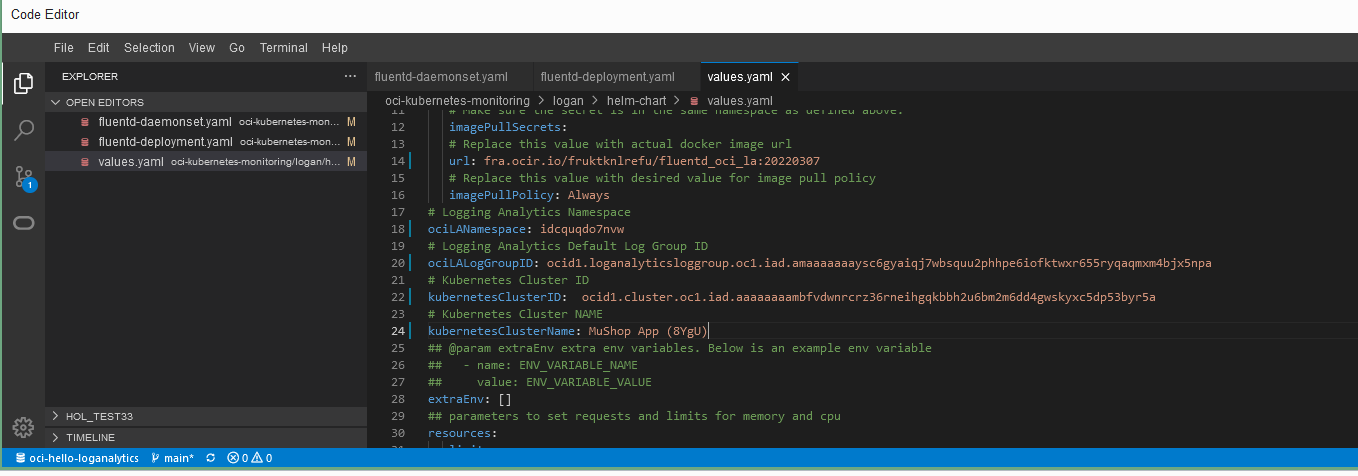 Code Editor
File Edit Selection View Go Terminal Help
EXPLORER ...
OPEN EDITORS
fluentd-daemonset.yaml oci-kubernetes-mon... M
fluentd-deployment.yaml oci-kubernetes-mon... M
values.yaml oci-kubernetes-monitoring/logan/h... M
1
HOL_TEST33
TIMELINE
fluentd-daemonset.yaml fluentd-deployment.yaml values.yaml
oci-kubernetes-monitoring > logan > helm-chart > values.yaml
11 # Make sure the secret is in the same namespace as defined above.
12 imagePullSecrets:
13 # Replace this value with actual docker image url
14 url: fra.ocir.io/fruktknlrefu/fluentd_oci_la:20220307
15 # Replace this value with desired value for image pull policy
16 imagePullPolicy: Always
17 # Logging Analytics Namespace
18 ociLANamespace: idcquqdo7nvw
19 # Logging Analytics Default Log Group ID
20 ociLALogGroupID: ocid1.loganalyticsloggroup.oc1.iad.amaaaaaaaysc6gyaiqj7wbsquu2phhpe6iofktwxr655ryqaqmxm4bjx5npa
21 # Kubernetes Cluster ID
22 kubernetesClusterID: ocid1.cluster.oc1.iad.aaaaaaaambfvdwnrcrz36rneihgqkbbh2u6bm2m6dd4gwskyxc5dp53byr5a
23 # Kubernetes Cluster NAME
24 kubernetesClusterName: MuShop App (8YgU)
25 ## @param extraEnv extra env variables. Below is an example env variable
26 ## - name: ENV_VARIABLE_NAME
27 ## value: ENV_VARIABLE_VALUE
28 extraEnv: []
29 ## parameters to set requests and limits for memory and cpu
30 resources:
oci-hello-loganalytics main* 0 0